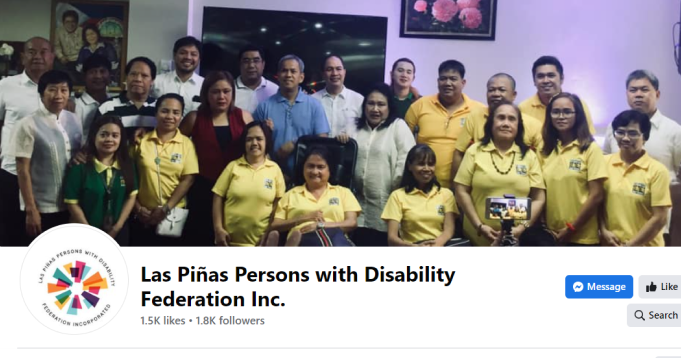 LAS PIÑAS PERSONS WITH DISABILITY
FEDERATION INCORPORATED
Las Piñas Persons with Disability
Federation Inc.
1.5K likes • 1.8K followers
Message
Like
Search